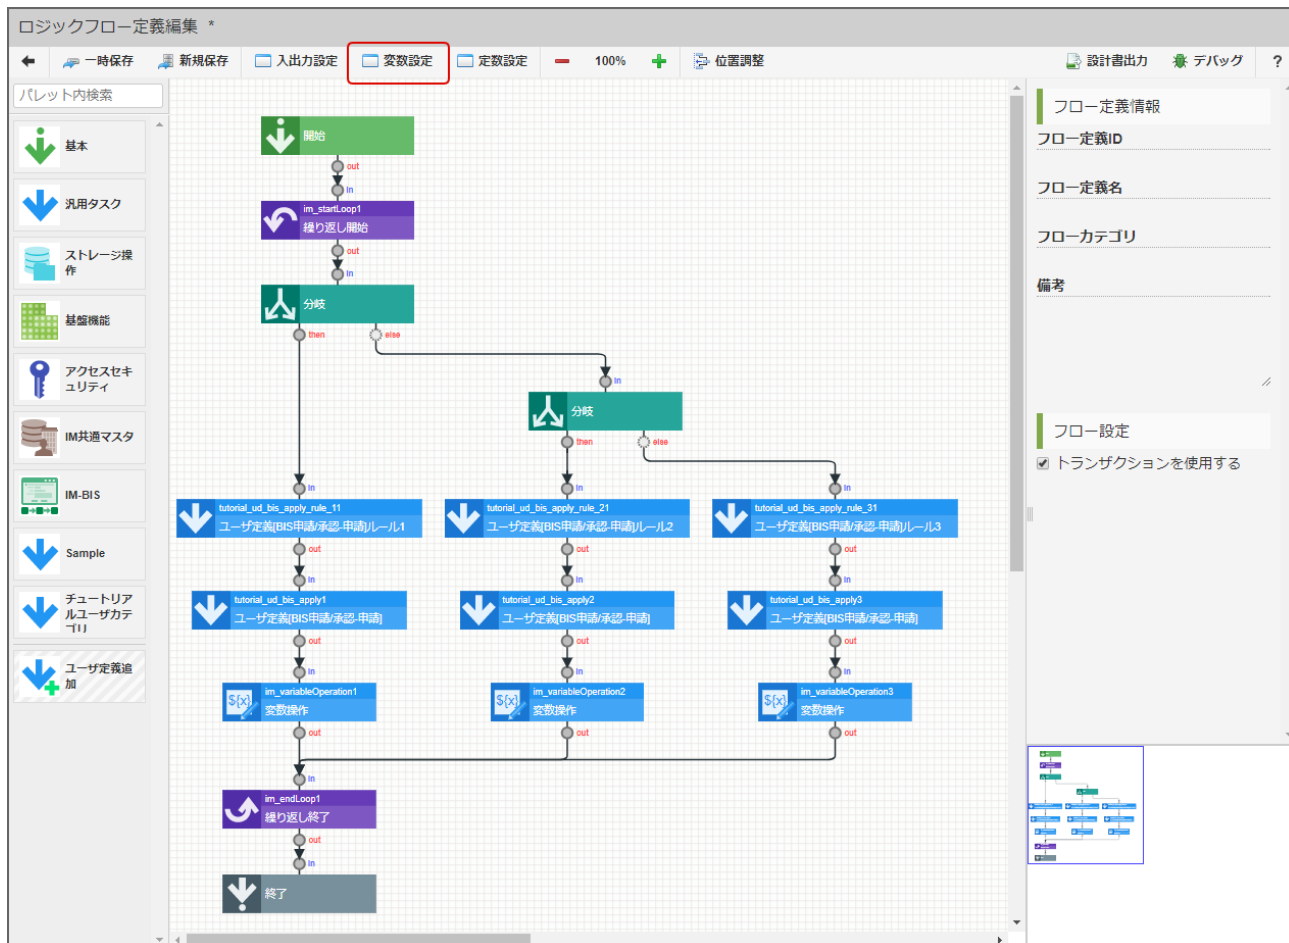 ロジックフロー定義編集 *
一時保存 新規保存 入出力設定 変数設定 定数設定 100% 位置調整 設計書出力 デバッグ ?
パレット内検索
基本
汎用タスク
ストレージ操
作
基盤機能
アクセスセキ
ュリティ
IM共通マスタ
IM-BIS
Sample
チュートリア
ルユーザカテ
ゴリ
ユーザ定義追
加
開始
out
in
im_startLoop1
繰り返し開始
out
in
分岐
then else
in
分岐
then else
in in in
tutorial_ud_bis_apply_rule_11 tutorial_ud_bis_apply_rule_21 tutorial_ud_bis_apply_rule_31
ユーザ定義[BIS申請/承認-申請]ルール1 ユーザ定義[BIS申請/承認-申請]ルール2 ユーザ定義[BIS申請/承認-申請]ルール3
out out out
in in in
tutorial_ud_bis_apply1 tutorial_ud_bis_apply2 tutorial_ud_bis_apply3
ユーザ定義[BIS申請/承認-申請] ユーザ定義[BIS申請/承認-申請] ユーザ定義[BIS申請/承認-申請]
out out out
in in in
im_variableOperation1 im_variableOperation2 im_variableOperation3
${x} 変数操作 ${x} 変数操作 ${x} 変数操作
out out out
in
im_endLoop1
繰り返し終了
out
in
終了
フロー定義情報
フロー定義ID
フロー定義名
フローカテゴリ
備考
フロー設定
トランザクションを使用する